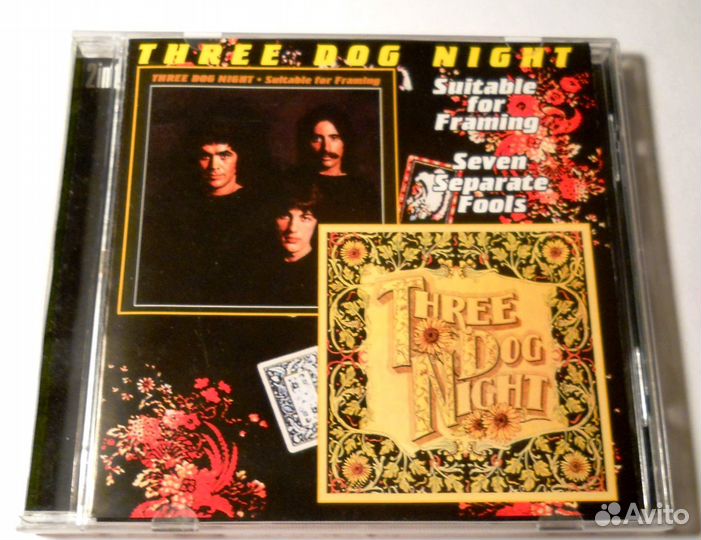 THREE DOG NIGHT
THREE DOG NIGHT • Suitable for Framing
Suitable
for
Framing
Seven
Separate
Fools
THREE
DOG
NIGHT
Avito